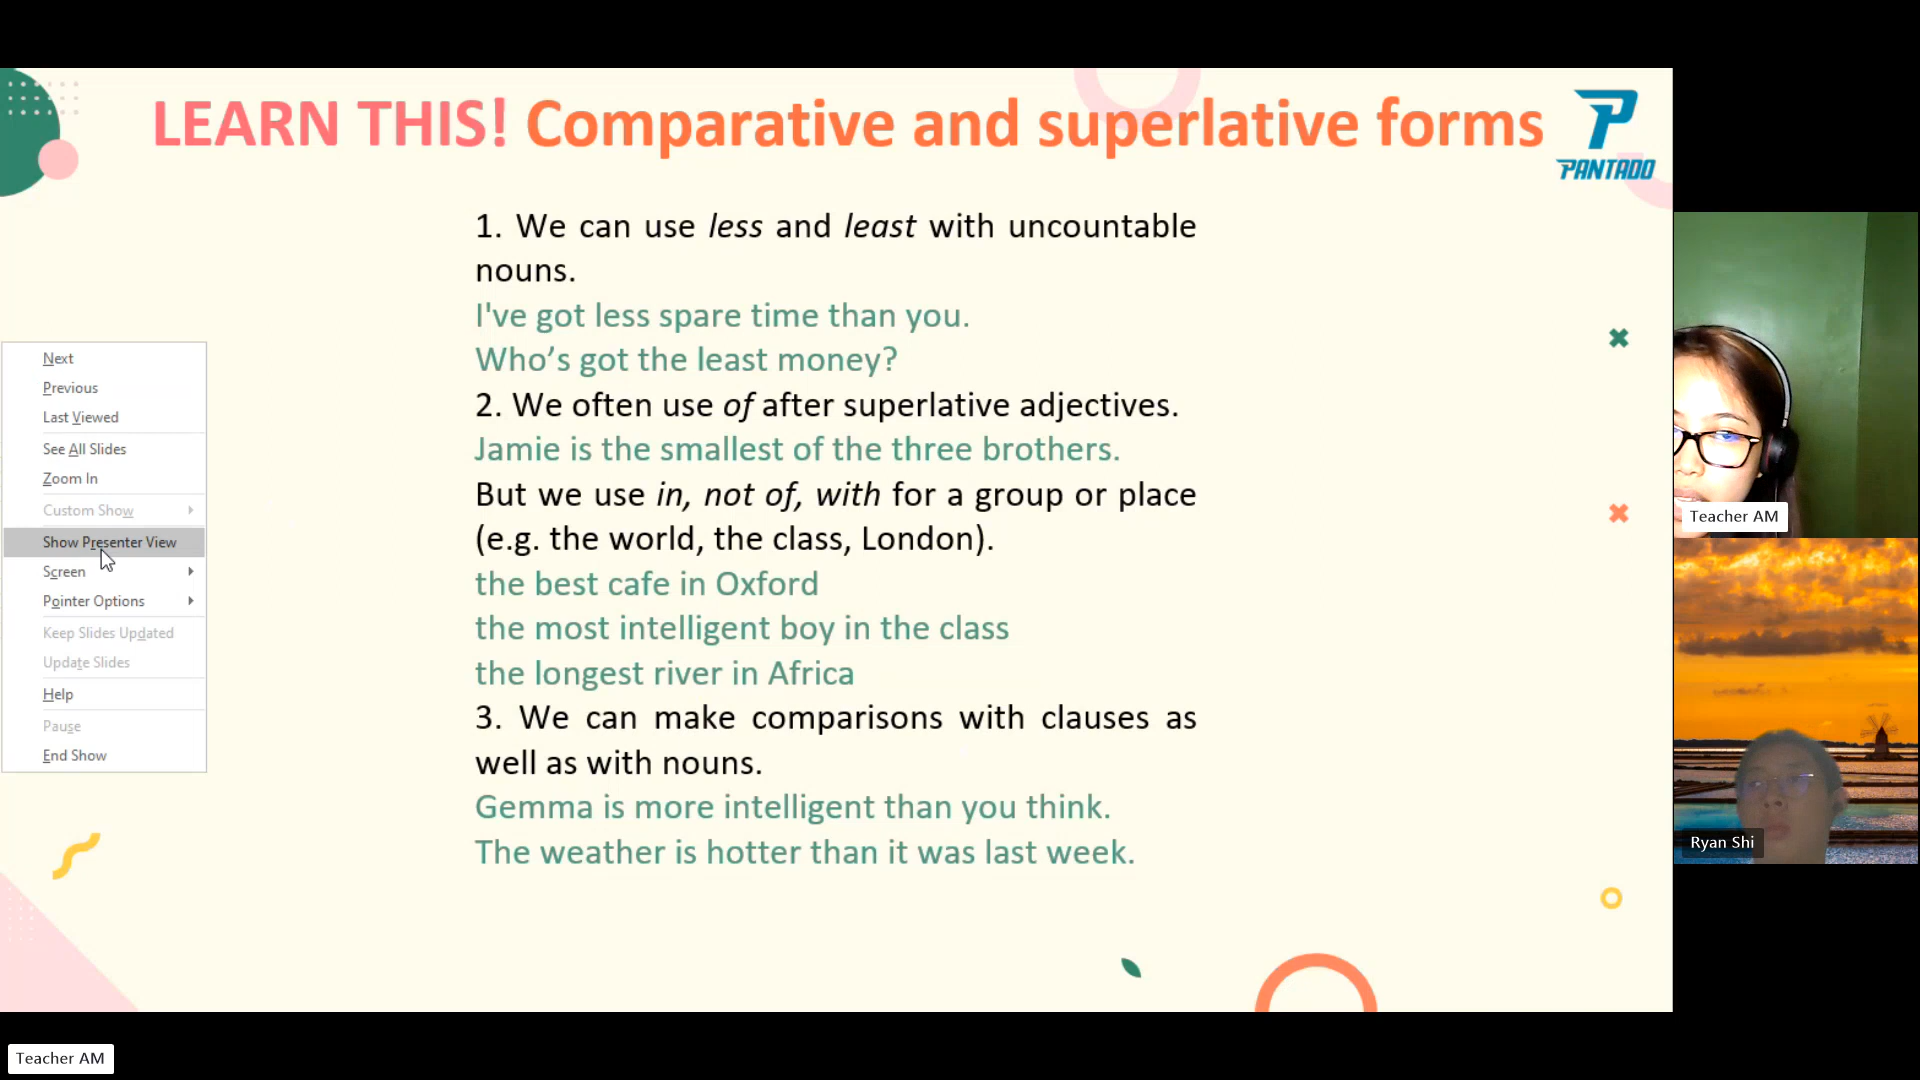 LEARN THIS! Comparative and superlative forms
PANTADO
1. We can use less and least with uncountable
nouns.
I've got less spare time than you.
Who’s got the least money?
2. We often use of after superlative adjectives.
Jamie is the smallest of the three brothers.
But we use in, not of, with for a group or place
(e.g. the world, the class, London).
the best cafe in Oxford
the most intelligent boy in the class
the longest river in Africa
3. We can make comparisons with clauses as
well as with nouns.
Gemma is more intelligent than you think.
The weather is hotter than it was last week.
Next
Previous
Last Viewed
See All Slides
Zoom In
Custom Show
Show Presenter View
Screen
Pointer Options
Keep Slides Updated
Update Slides
Help
Pause
End Show
Teacher AM
Ryan Shi
Teacher AM